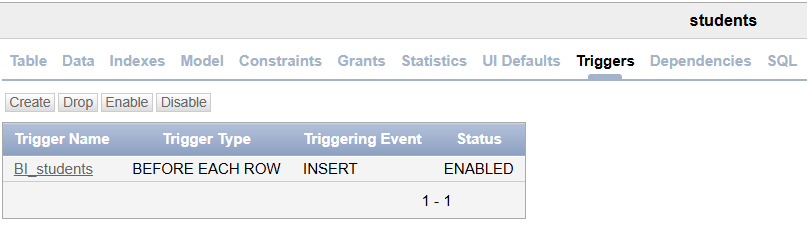 students
Table Data Indexes Model Constraints Grants Statistics UI Defaults Triggers Dependencies SQL
Create Drop Enable Disable
Trigger Name Trigger Type Triggering Event Status
BI_students BEFORE EACH ROW INSERT ENABLED
1 - 1